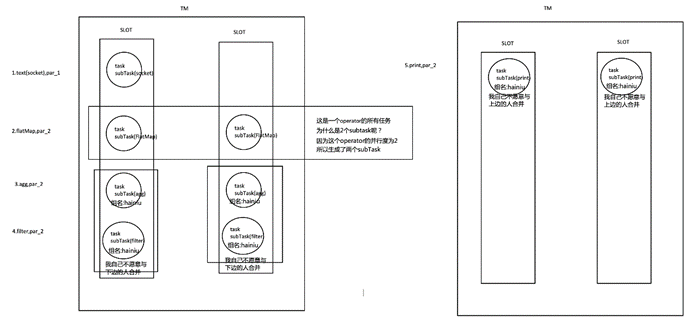 TM
SLOT
SLOT
1.text(socket),par_1
task
subTask(socket)
2.flatMap,par_2
task
subTask(FlatMap)
task
subTask(FlatMap)
这是一个operator的所有任务
为什么是2个subtask呢？
因为这个operator的并行度为2
所以生成了两个subTask
3.agg,par_2
task
subTask(agg)
组名:hainiu
task
subTask(agg)
组名:hainiu
4.filter,par_2
task
subTask(filter
组名:hainiu
我自己不愿意与
下边的人合并
task
subTask(filter
组名:hainiu
我自己不愿意与
下边的人合并
TM
SLOT
SLOT
5.print,par_2
task
subTask(print
组名:hainiu
我自己不愿意与
上边的人合并
task
subTask(print
组名:hainiu
我自己不愿意与
上边的人合并